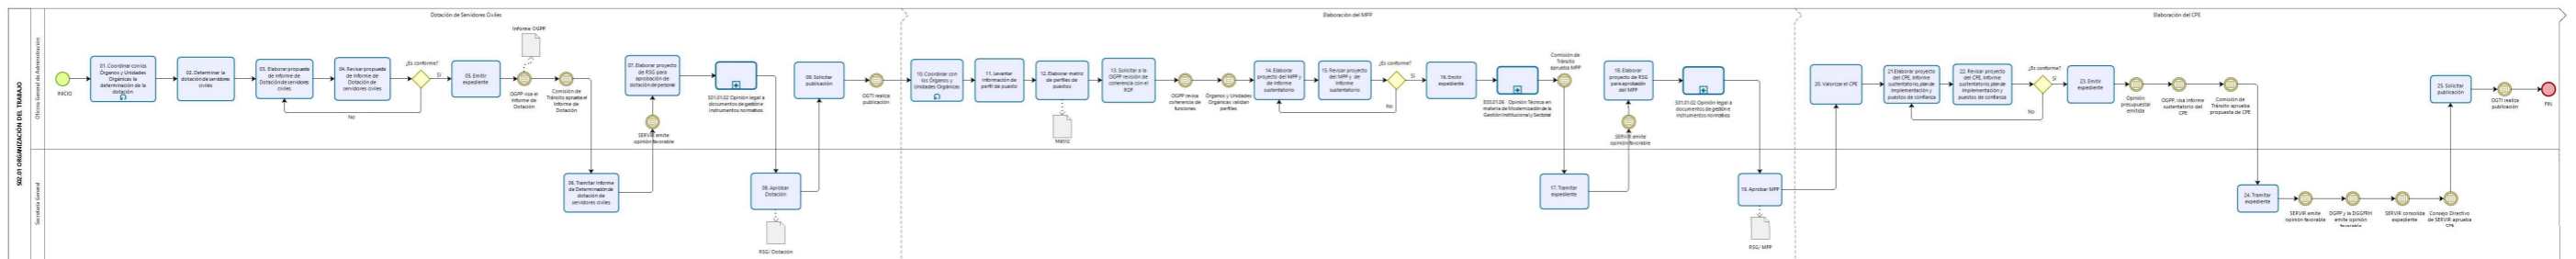 S02.01 ORGANIZACIÓN DEL TRABAJO
Oficina General de Administración
Secretaría General
Dotación de Servidores Civiles
Elaboración del MPP
Elaboración del CPE
INICIO
01. Coordinar con los
Órganos y Unidades
Orgánicas la
determinación de la
dotación
02. Determinar la
dotación de servidores
civiles
03. Elaborar propuesta
de Informe de Dotación
de servidores
civiles
04. Revisar propuesta
de Informe de
Dotación de
servidores civiles
¿Es conforme?
Sí
No
05. Emitir
expediente
Informe OGPP
OGPP visa el
Informe de
Dotación
Comisión de
Tránsito aprueba el
Informe de
Dotación
06. Tramitar Informe
de Determinación de
dotación de
servidores civiles
SERVIR emite
opinión favorable
07. Elaborar proyecto
de RSG para
aprobación de
dotación de personal
S01.01.02 Opinión legal a
documentos de gestión e
instrumentos normativos
08. Aprobar
Dotación
RSG/ Dotación
09. Solicitar
publicación
OGTI realiza
publicación
10. Coordinar con
los Órganos y
Unidades Orgánicas
11. Levantar
información de
perfil de puesto
12. Elaborar matriz
de perfiles de
puestos
Matriz
13. Solicitar a la
OGPP revisión de
coherencia con el
ROF
OGPP revisa
coherencia de
funciones
Órganos y Unidades
Orgánicas validan
perfiles
14. Elaborar
proyecto del MPP y de
informe
sustentatorio
15. Revisar proyecto
del MPP y de
informe
sustentatorio
¿Es conforme?
Sí
No
16. Emitir
expediente
E03.01.06 Opinión Técnica en
materia de Modernización de la
Gestión Institucional y Sectorial
Comisión de
Tránsito
aprueba MPP
17. Tramitar
expediente
SERVIR emite
opinión favorable
18. Elaborar
proyecto de RSG
para aprobación
del MPP
S01.01.02 Opinión legal a
documentos de gestión e
instrumentos normativos
19. Aprobar MPP
RSG/ MPP
20. Valorizar el CPE
21. Elaborar proyecto
del CPE, Informe
sustentatorio, plan de
implementación y
puestos de confianza
22. Revisar proyecto
del CPE, Informe
sustentatorio, plan de
implementación y
puestos de confianza
¿Es conforme?
Sí
No
23. Emitir
expediente
Opinión
presupuestal
emitida
OGPP, visa informe
sustentatorio del
CPE
Comisión de
Tránsito aprueba
propuesta de CPE
24. Tramitar
expediente
SERVIR emite
opinión favorable
DGPP y la DGGFRH
emite opinión
favorable
SERVIR consolida
expediente
Consejo Directivo
de SERVIR aprueba
CPE
25. Solicitar
publicación
OGTI realiza
publicación
FIN